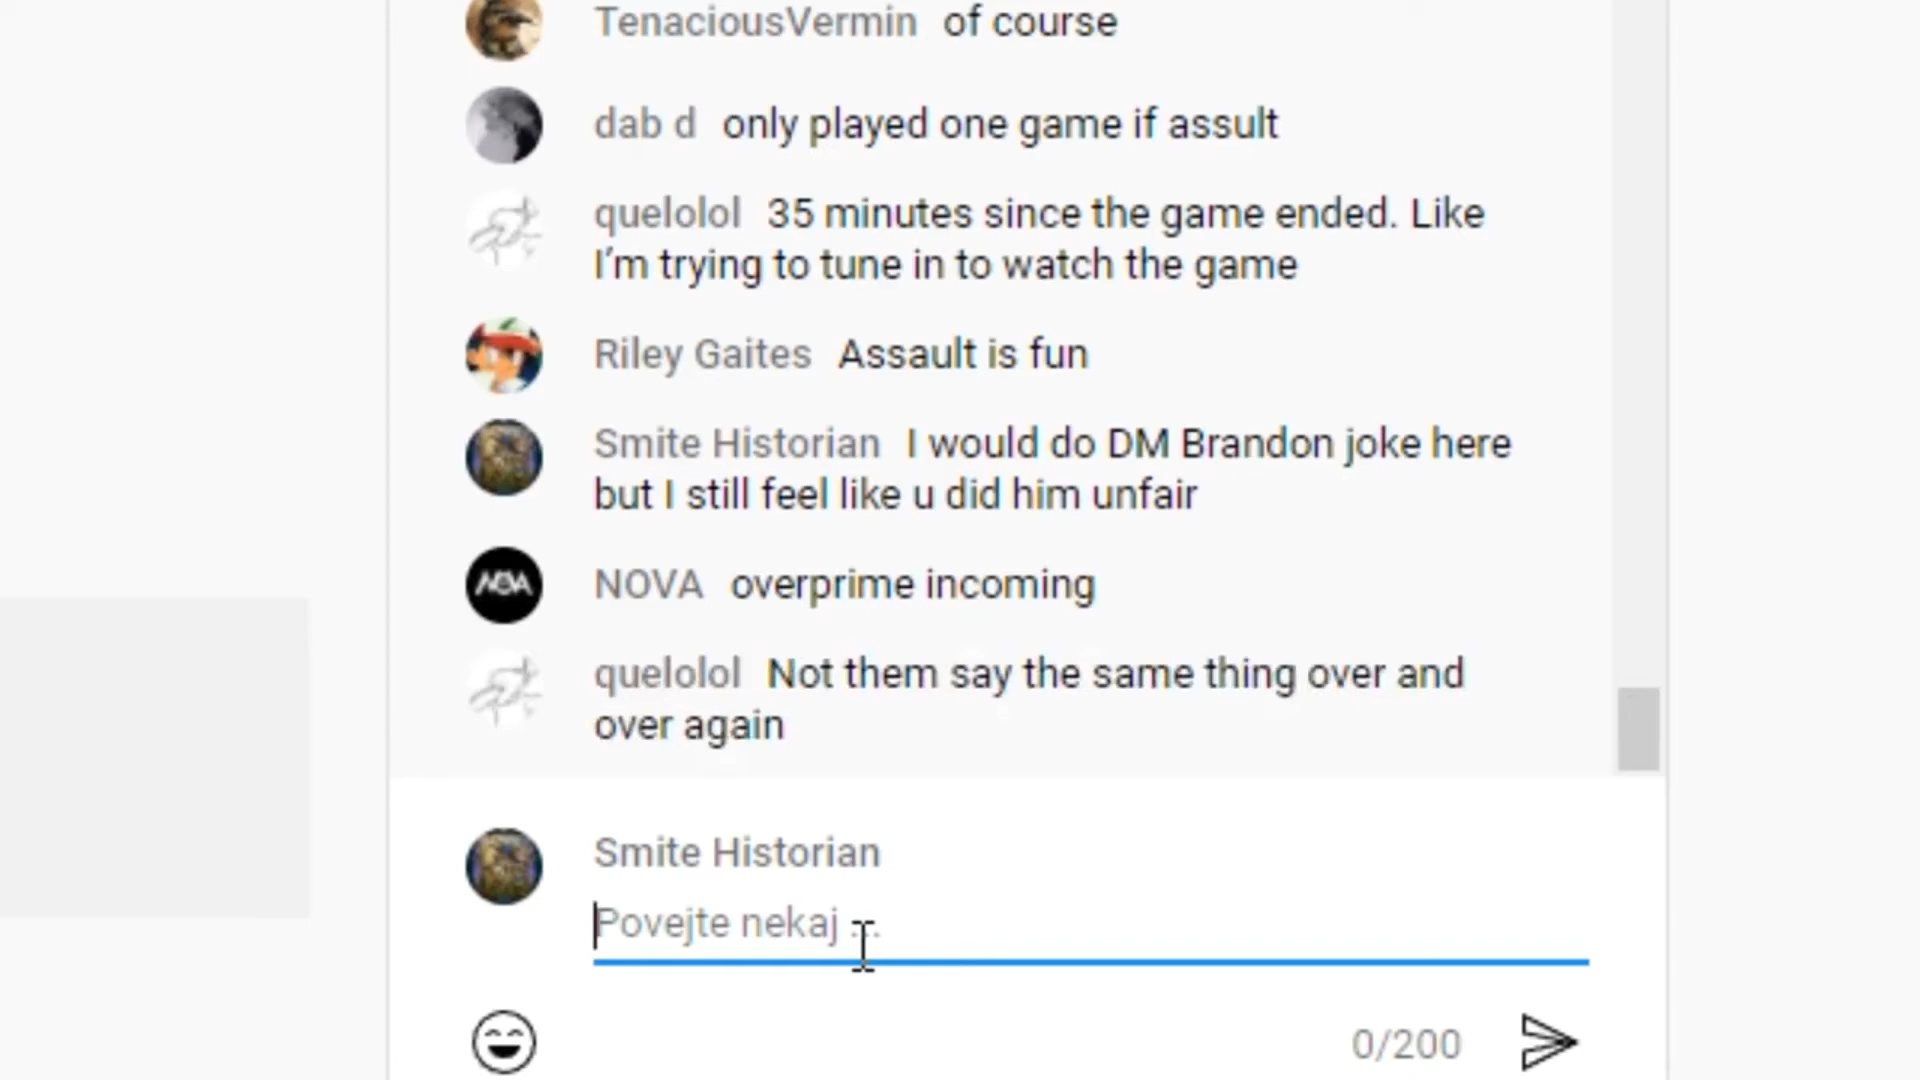 TenaciousVermin of course
dab d only played one game if assult
quelolol 35 minutes since the game ended. Like
I'm trying to tune in to watch the game
Riley Gaites Assault is fun
Smite Historian I would do DM Brandon joke here
but I still feel like u did him unfair
NOVA
NOVA overprime incoming
quelolol Not them say the same thing over and
over again
Smite Historian
Povejte nekaj ...
0/200